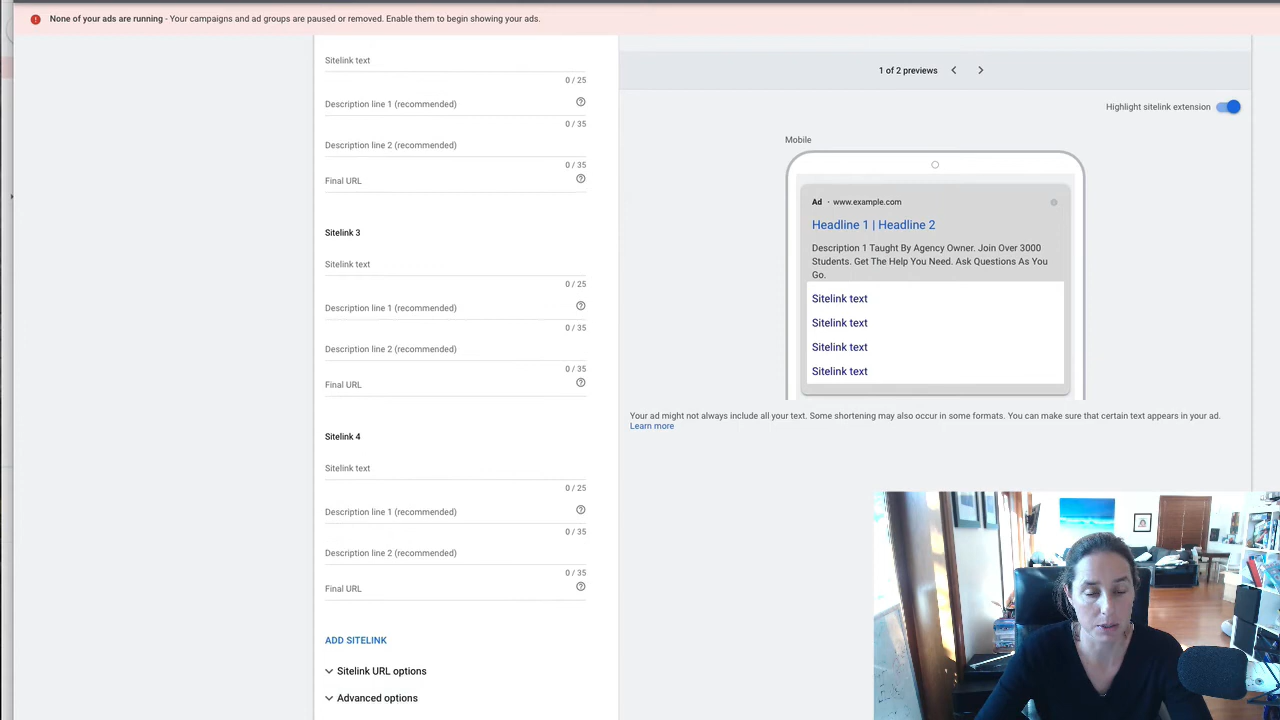 None of your ads are running - Your campaigns and ad groups are paused or removed. Enable them to begin showing your ads.
Sitelink text
0 / 25
Description line 1 (recommended)
0 / 35
Description line 2 (recommended)
0 / 35
Final URL
Sitelink 3
Sitelink text
0 / 25
Description line 1 (recommended)
0 / 35
Description line 2 (recommended)
0 / 35
Final URL
Sitelink 4
Sitelink text
0 / 25
Description line 1 (recommended)
0 / 35
Description line 2 (recommended)
0 / 35
Final URL
ADD SITELINK
Sitelink URL options
Advanced options
1 of 2 previews
Highlight sitelink extension
Mobile
Ad · www.example.com
Headline 1 | Headline 2
Description 1 Taught By Agency Owner. Join Over 3000
Students. Get The Help You Need. Ask Questions As You
Go.
Sitelink text
Sitelink text
Sitelink text
Sitelink text
Your ad might not always include all your text. Some shortening may also occur in some formats. You can make sure that certain text appears in your ad.
Learn more